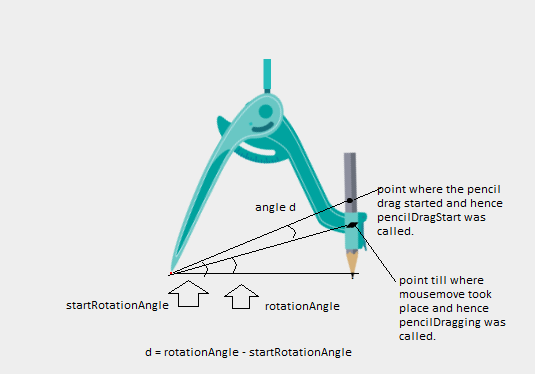 point where the pencil
drag started and hence
pencilDragStart was
called.
angle d
point till where
mousemove took
place and hence
pencilDragging was
called.
startRotationAngle
rotationAngle
d = rotationAngle - startRotationAngle